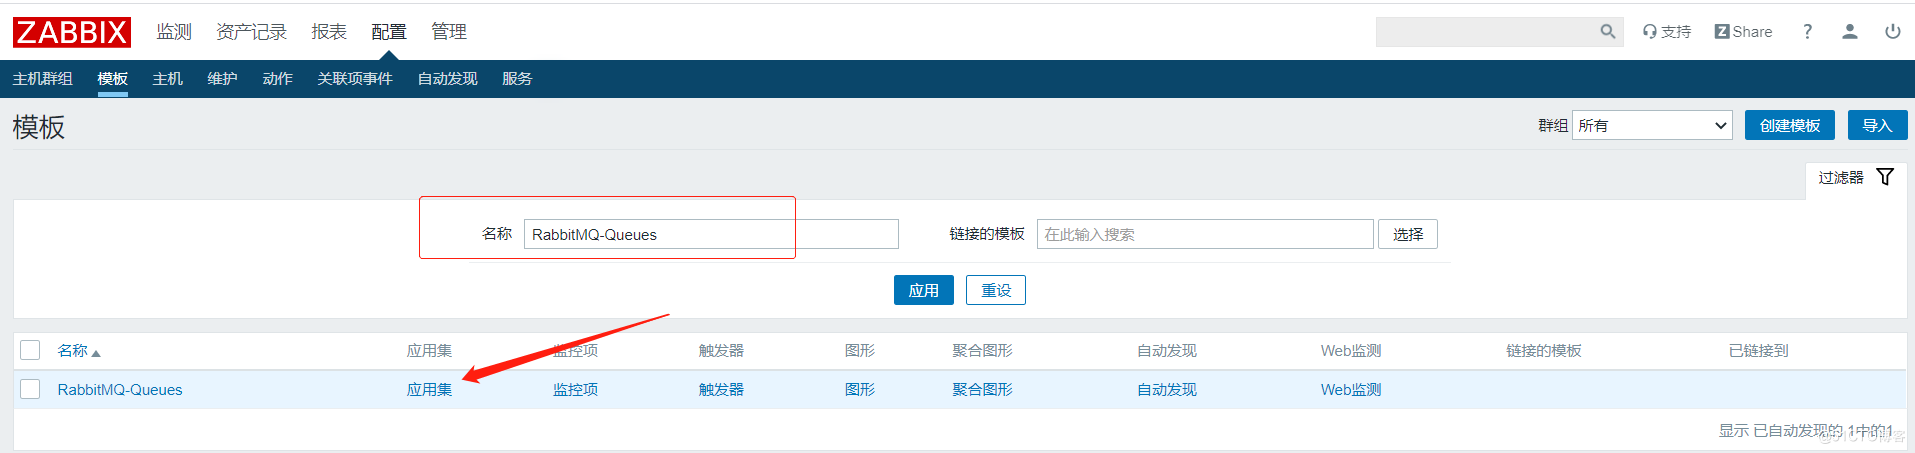 ZABBIX 监测 资产记录 报表 配置 管理 支持 Z Share ?
主机群组 模板 主机 维护 动作 关联项事件 自动发现 服务
模板 群组 所有 创建模板 导入
过滤器
名称 RabbitMQ-Queues 链接的模板 在此输入搜索 选择
应用 重设
名称 应用集 监控项 触发器 图形 聚合图形 自动发现 Web监测 链接的模板 已链接到
RabbitMQ-Queues 应用集 监控项 触发器 图形 聚合图形 自动发现 Web监测
显示 已自动发现的 1中的1
@51CTO博客